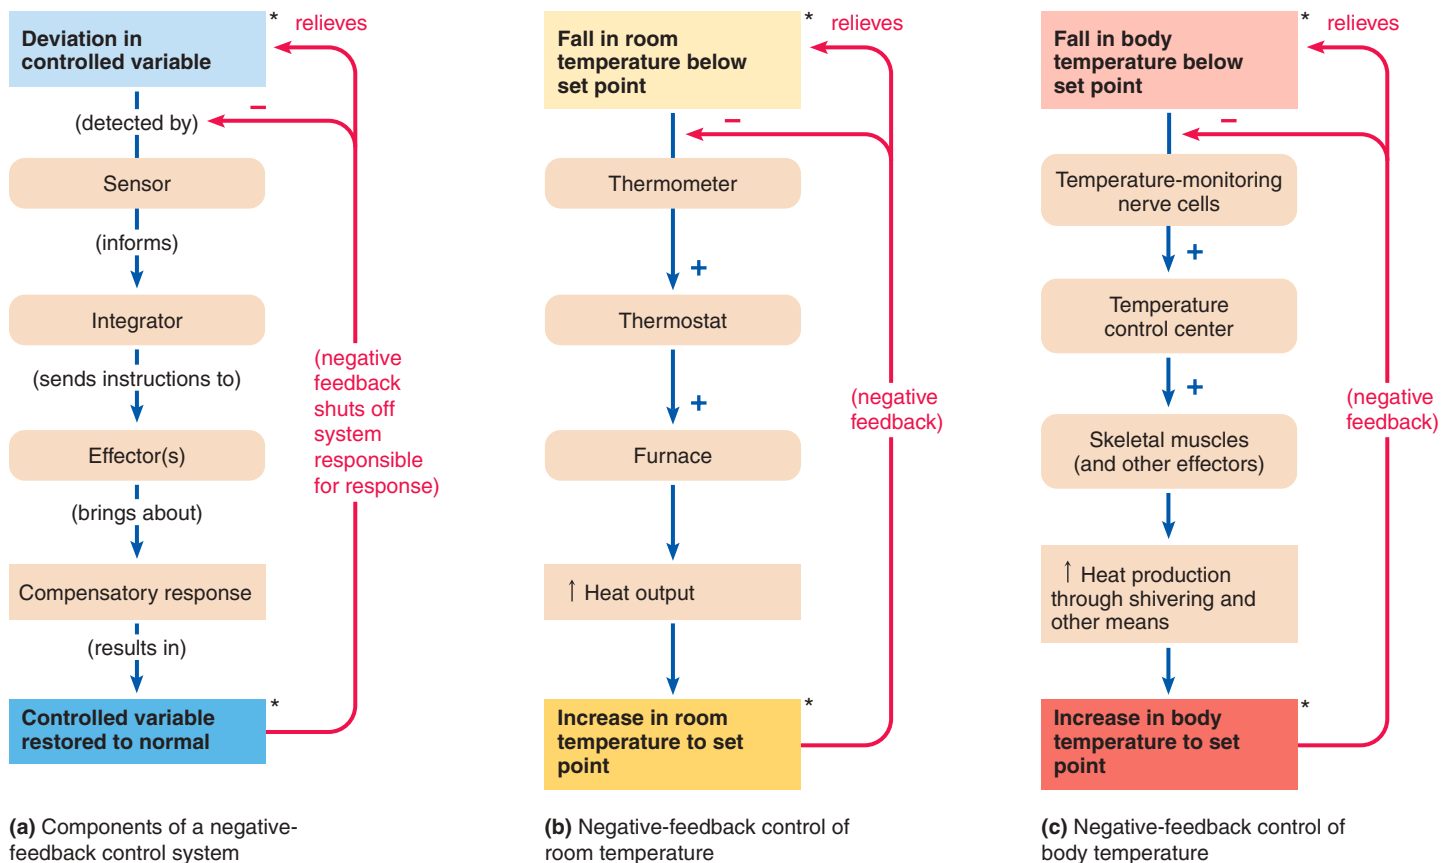 Deviation in
controlled variable
*
relieves
−
(detected by)
Sensor
(informs)
Integrator
(sends instructions to)
Effector(s)
(brings about)
Compensatory response
(results in)
Controlled variable
restored to normal
*
(negative
feedback
shuts off
system
responsible
for response)
(a) Components of a negative-
feedback control system
Fall in room
temperature below
set point
*
relieves
−
Thermometer
+
Thermostat
+
Furnace
↑ Heat output
Increase in room
temperature to set
point
*
(negative
feedback)
(b) Negative-feedback control of
room temperature
Fall in body
temperature below
set point
*
relieves
−
Temperature-monitoring
nerve cells
+
Temperature
control center
+
Skeletal muscles
(and other effectors)
↑ Heat production
through shivering and
other means
Increase in body
temperature to set
point
*
(negative
feedback)
(c) Negative-feedback control of
body temperature